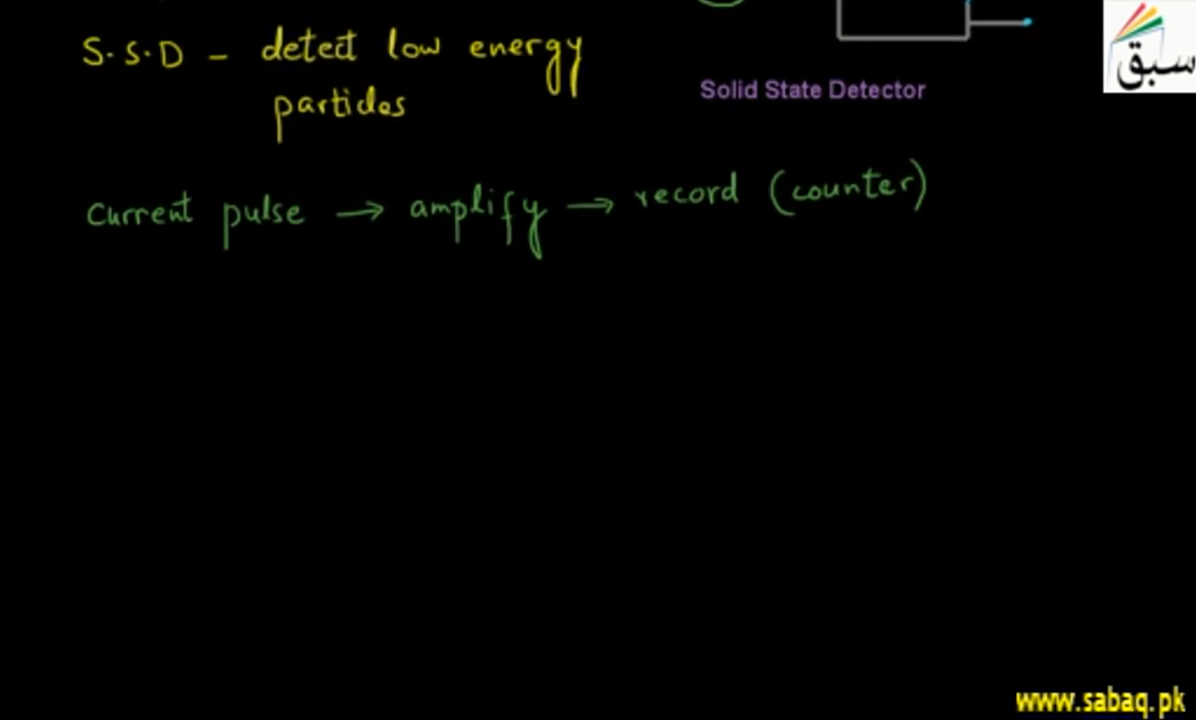 S.S.D - detect low energy
particles
Solid State Detector
سبق
Current pulse → amplify → record (counter)
www.sabaq.pk